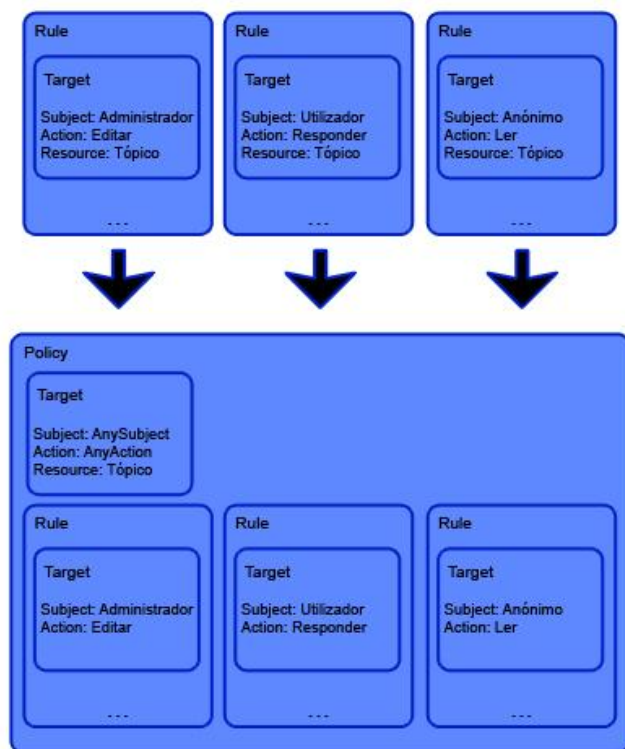 Rule
Target
Subject: Administrador
Action: Editar
Resource: Tópico
- - -
Rule
Target
Subject: Utilizador
Action: Responder
Resource: Tópico
- - -
Rule
Target
Subject: Anónimo
Action: Ler
Resource: Tópico
- - -
Policy
Target
Subject: AnySubject
Action: AnyAction
Resource: Tópico
Rule
Target
Subject: Administrador
Action: Editar
- - -
Rule
Target
Subject: Utilizador
Action: Responder
- - -
Rule
Target
Subject: Anónimo
Action: Ler
- - -